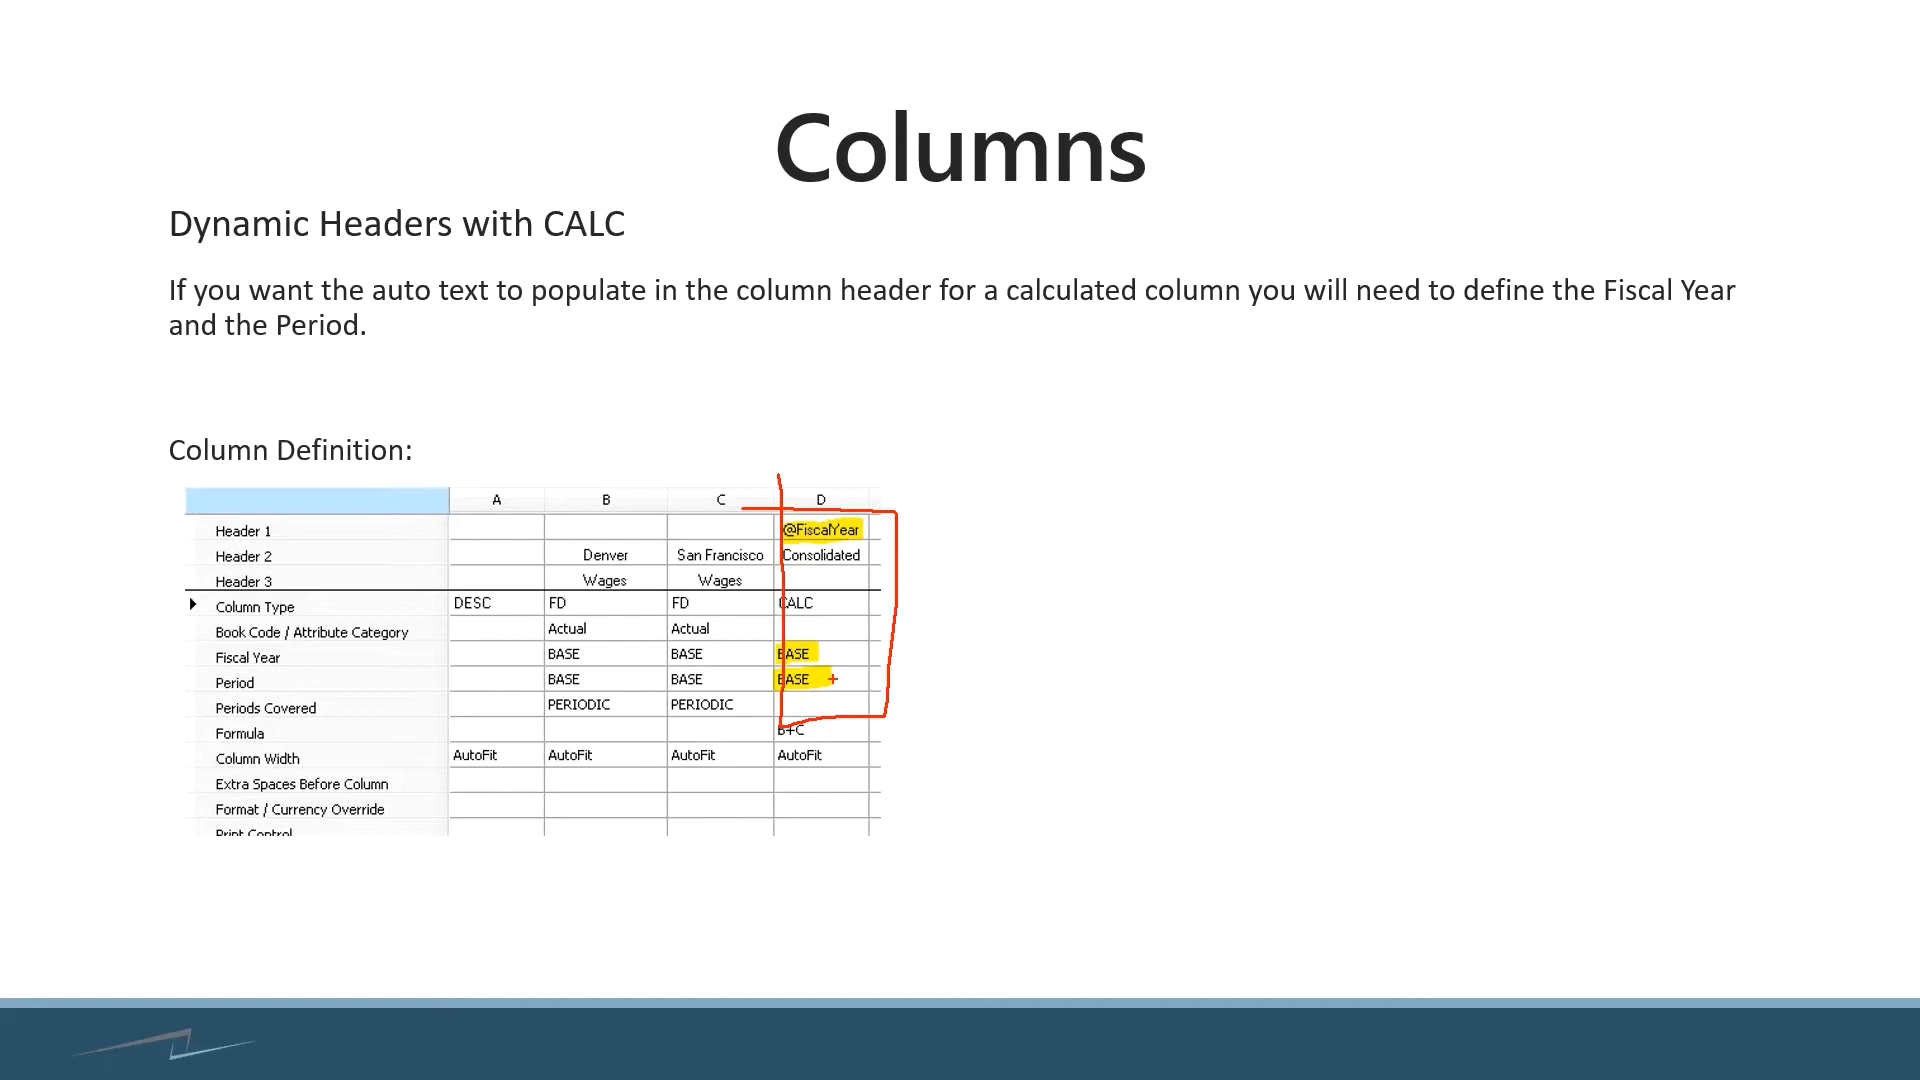 Columns
Dynamic Headers with CALC
If you want the auto text to populate in the column header for a calculated column you will need to define the Fiscal Year
and the Period.
Column Definition:
A B C D
Header 1 @FiscalYear
Header 2 Denver San Francisco Consolidated
Header 3 Wages Wages
Column Type DESC FD FD CALC
Book Code / Attribute Category Actual Actual
Fiscal Year BASE BASE BASE
Period BASE BASE BASE
Periods Covered PERIODIC PERIODIC
Formula B+C
Column Width AutoFit AutoFit AutoFit AutoFit
Extra Spaces Before Column
Format / Currency Override
Print Control